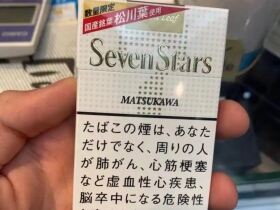 数量限定
国産銘葉 松川葉 使用
Leaf
SevenStars
MATSUKAWA
たばこの煙は、あなた
だけでなく、周りの人
が肺がん、心筋梗塞
など虚血性心疾患、
脳卒中になる危険性